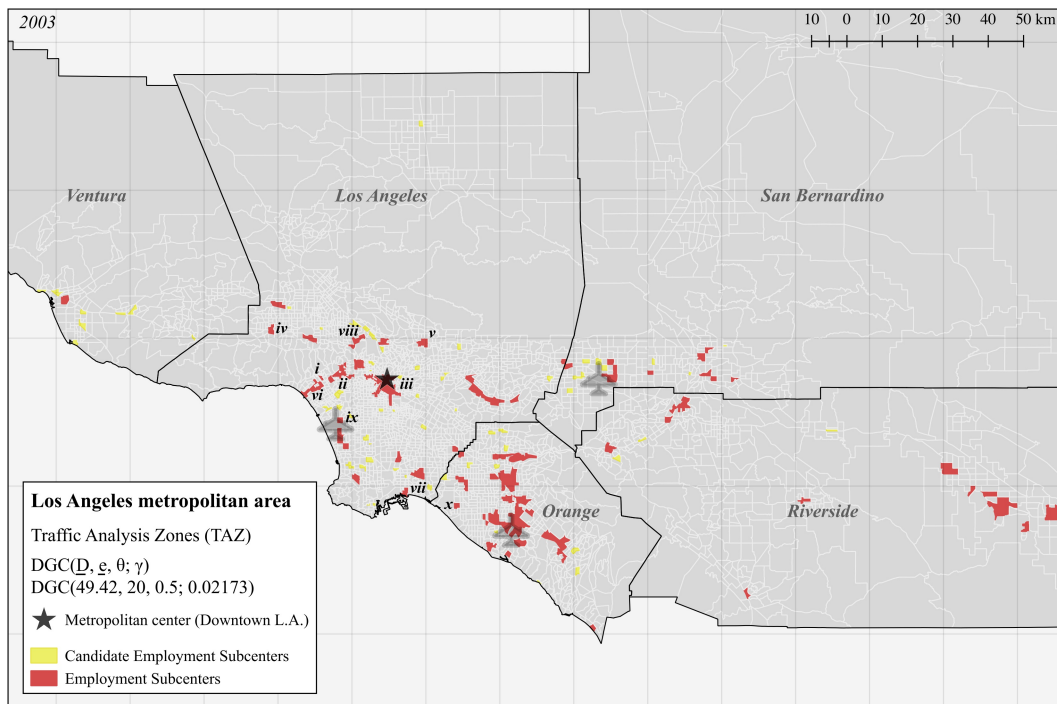 2003
10 0 10 20 30 40 50 km
Ventura
Los Angeles
San Bernardino
iv
viii
v
i
ii
iii
vi
ix
vii
x
Orange
Riverside
Los Angeles metropolitan area
Traffic Analysis Zones (TAZ)
DGC(D, e, θ; γ)
DGC(49.42, 20, 0.5; 0.02173)
Metropolitan center (Downtown L.A.)
Candidate Employment Subcenters
Employment Subcenters